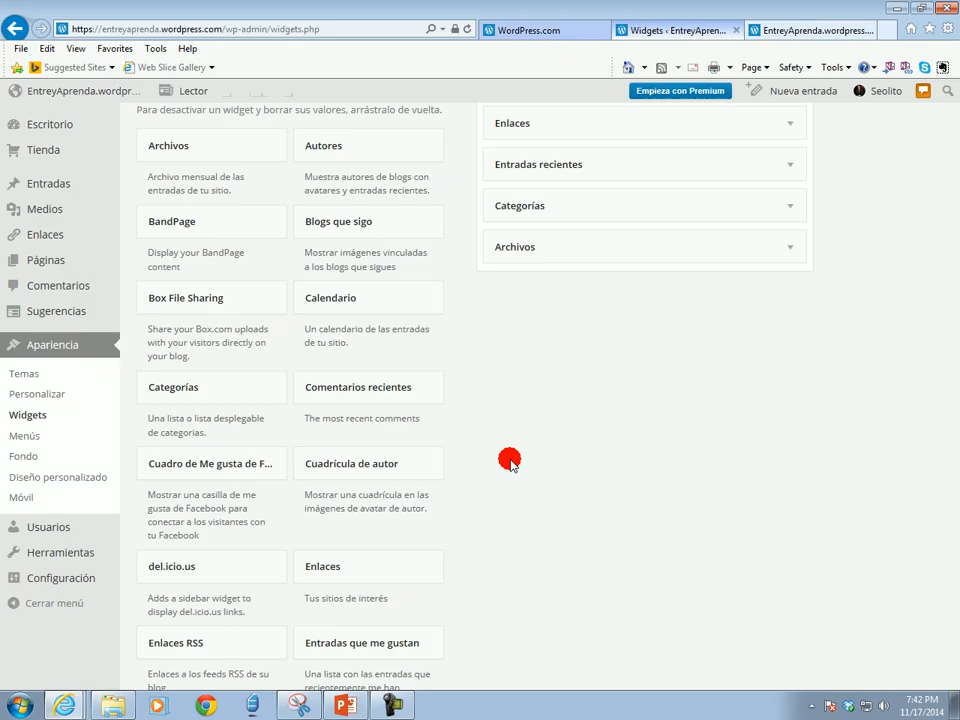 https://entreyaprenda.wordpress.com/wp-admin/widgets.php
WordPress.com
Widgets ‹ EntreyApren...
EntreyAprenda.wordpress....
File Edit View Favorites Tools Help
Suggested Sites
Web Slice Gallery
Page
Safety
Tools
EntreyAprenda.wordpr...
Lector
Empieza con Premium
Nueva entrada
Seolito
Escritorio
Tienda
Entradas
Medios
Enlaces
Páginas
Comentarios
Sugerencias
Apariencia
Temas
Personalizar
Widgets
Menús
Fondo
Diseño personalizado
Móvil
Usuarios
Herramientas
Configuración
Cerrar menú
Para desactivar un widget y borrar sus valores, arrástralo de vuelta.
Archivos
Archivo mensual de las
entradas de tu sitio.
Autores
Muestra autores de blogs con
avatares y entradas recientes.
BandPage
Display your BandPage
content
Blogs que sigo
Mostrar imágenes vinculadas
a los blogs que sigues
Box File Sharing
Share your Box.com uploads
with your visitors directly on
your blog.
Calendario
Un calendario de las entradas
de tu sitio.
Categorías
Una lista o lista desplegable
de categorias.
Comentarios recientes
The most recent comments
Cuadro de Me gusta de F...
Mostrar una casilla de me
gusta de Facebook para
conectar a los visitantes con
tu Facebook
Cuadrícula de autor
Mostrar una cuadrícula en las
imágenes de avatar de autor.
del.icio.us
Adds a sidebar widget to
display del.icio.us links.
Enlaces
Tus sitios de interés
Enlaces RSS
Enlaces a los feeds RSS de su
blog
Entradas que me gustan
Una lista con las entradas que
recientemente me han
Enlaces
Entradas recientes
Categorías
Archivos
7:42 PM
11/17/2014